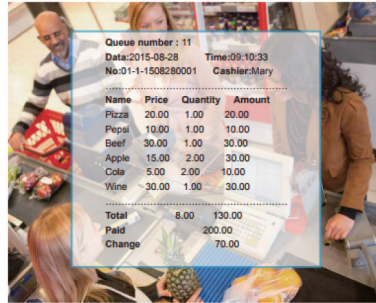 Queue number : 11
Data:2015-08-28 Time:09:10:33
No:01-1-1508280001 Cashier:Mary
Name Price Quantity Amount
Pizza 20.00 1.00 20.00
Pepsi 10.00 1.00 10.00
Beef 30.00 1.00 30.00
Apple 15.00 2.00 30.00
Cola 5.00 2.00 10.00
Wine 30.00 1.00 30.00
Total 8.00 130.00
Paid 200.00
Change 70.00